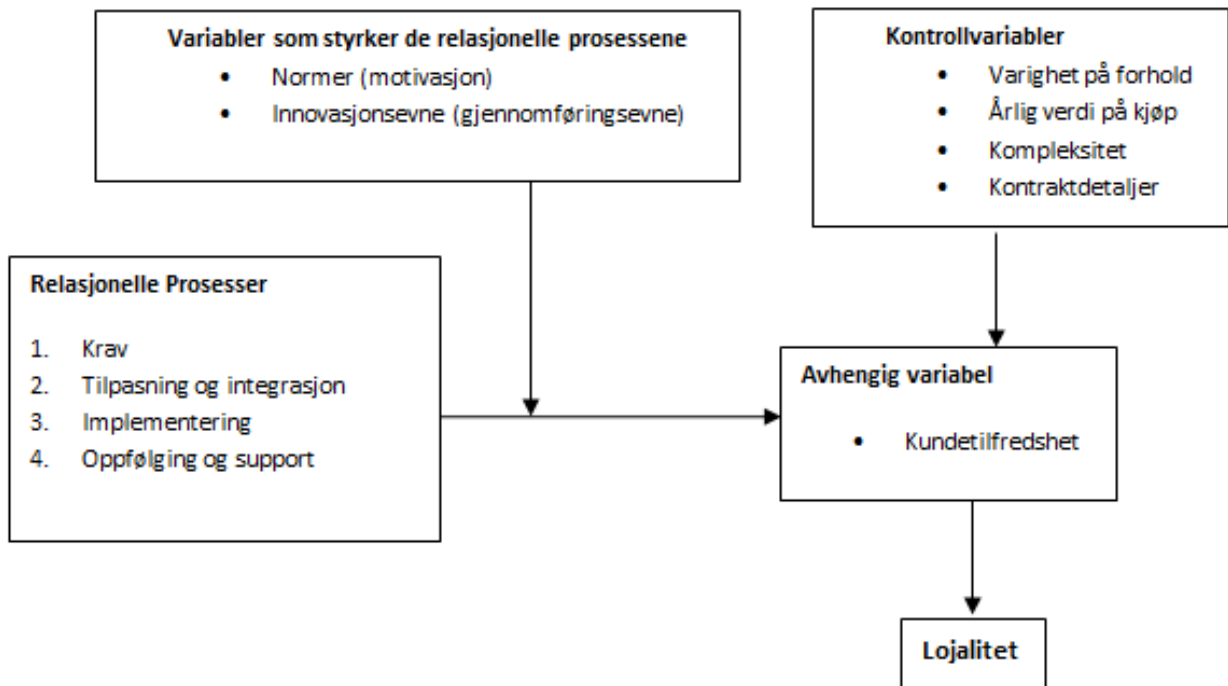 Variabler som styrker de relasjonelle prosessene
• Normer (motivasjon)
• Innovasjonsevne (gjennomføringsevne)
Kontrollvariabler
• Varighet på forhold
• Årlig verdi på kjøp
• Kompleksitet
• Kontraktdetaljer
Relasjonelle Prosesser
1. Krav
2. Tilpasning og integrasjon
3. Implementering
4. Oppfølging og support
Avhengig variabel
• Kundetilfredshet
Lojalitet